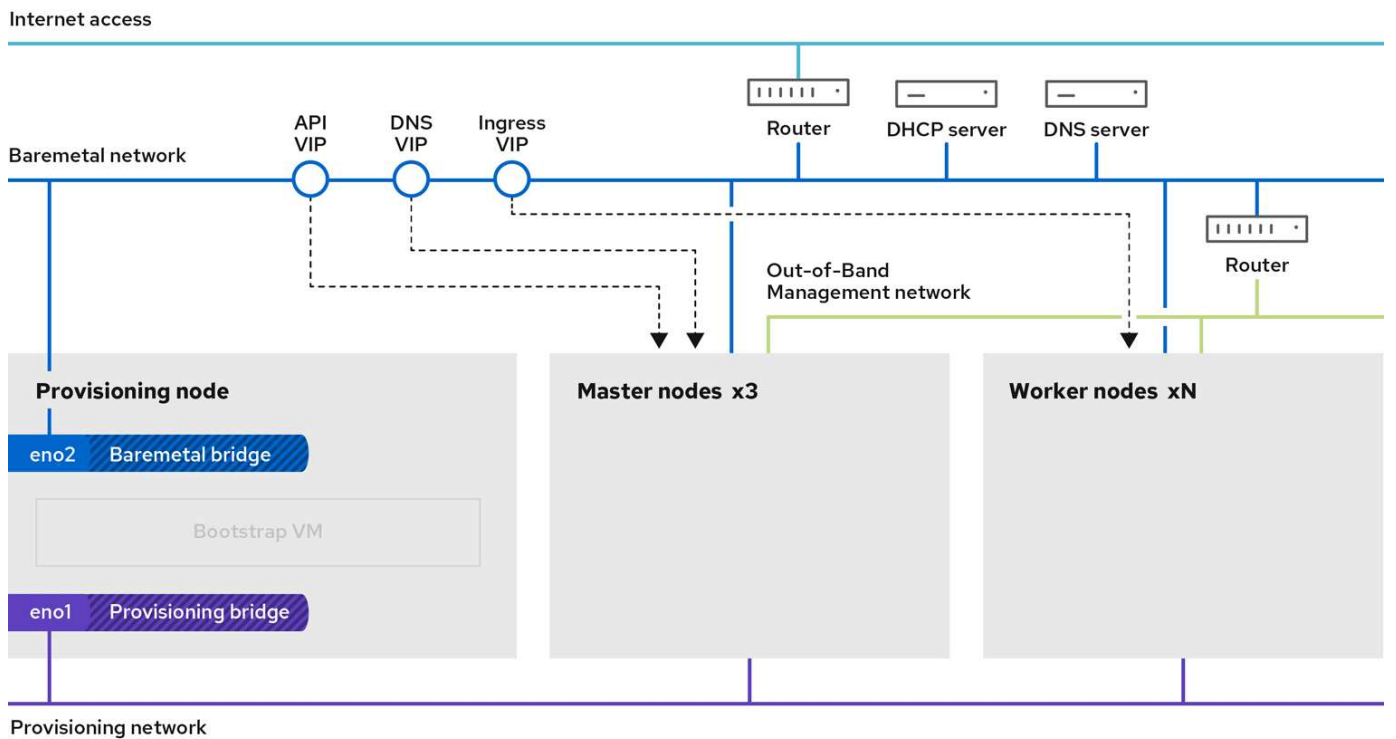 Internet access
API
VIP
DNS
VIP
Ingress
VIP
Router
DHCP server
DNS server
Baremetal network
Out-of-Band
Management network
Router
Provisioning node
Master nodes x3
Worker nodes xN
eno2 Baremetal bridge
Bootstrap VM
eno1 Provisioning bridge
Provisioning network